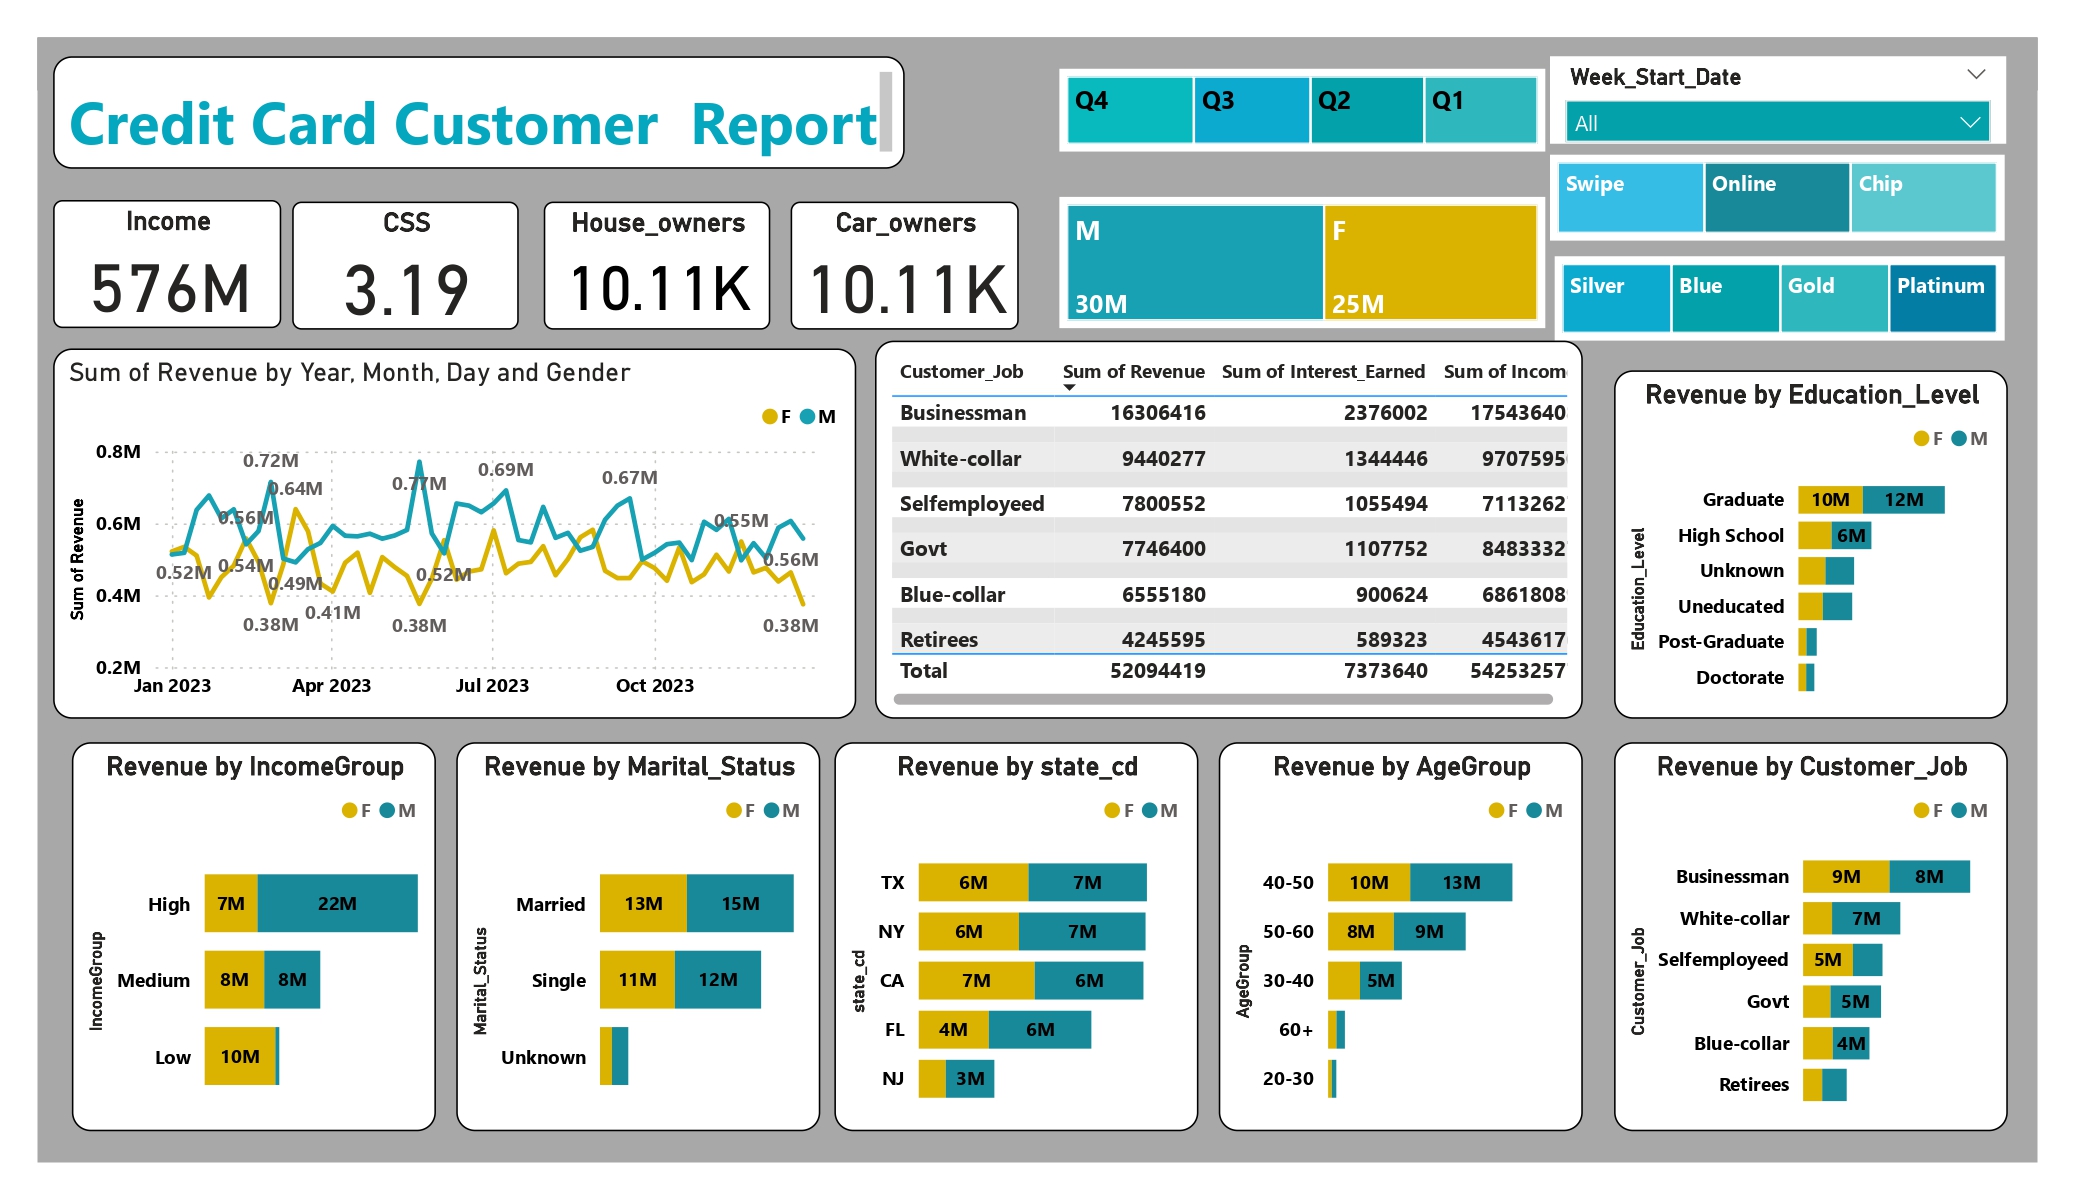 Credit Card Customer  Report
Q4
Q3
Q2
Q1
Week_Start_Date
All
Swipe
Online
Chip
Income
576M
CSS
3.19
House_owners
10.11K
Car_owners
10.11K
M
30M
F
25M
Silver
Blue
Gold
Platinum
Sum of Revenue by Year, Month, Day and Gender
F M
Sum of Revenue
0.8M
0.6M
0.4M
0.2M
0.72M
0.64M
0.56M
0.54M
0.52M
0.49M
0.38M
0.41M
0.77M
0.69M
0.67M
0.52M
0.38M
0.55M
0.56M
0.38M
Jan 2023
Apr 2023
Jul 2023
Oct 2023
Customer_Job Sum of Revenue Sum of Interest_Earned Sum of Incom
Businessman 16306416 2376002 17543640
White-collar 9440277 1344446 9707595
Selfemployeed 7800552 1055494 7113262
Govt 7746400 1107752 8483332
Blue-collar 6555180 900624 6861808
Retirees 4245595 589323 4543617
Total 52094419 7373640 54253257
Revenue by Education_Level
F M
Education_Level
Graduate 10M 12M
High School 6M
Unknown
Uneducated
Post-Graduate
Doctorate
Revenue by IncomeGroup
F M
IncomeGroup
High 7M 22M
Medium 8M 8M
Low 10M
Revenue by Marital_Status
F M
Marital_Status
Married 13M 15M
Single 11M 12M
Unknown
Revenue by state_cd
F M
state_cd
TX 6M 7M
NY 6M 7M
CA 7M 6M
FL 4M 6M
NJ 3M
Revenue by AgeGroup
F M
AgeGroup
40-50 10M 13M
50-60 8M 9M
30-40 5M
60+
20-30
Revenue by Customer_Job
F M
Customer_Job
Businessman 9M 8M
White-collar 7M
Selfemployeed 5M
Govt 5M
Blue-collar 4M
Retirees